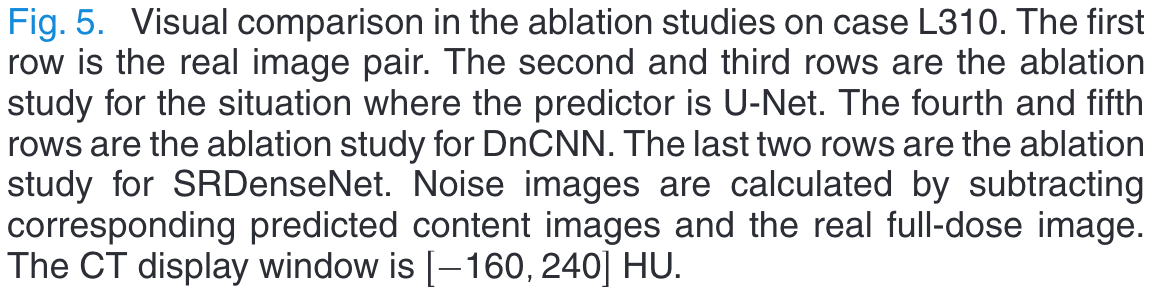 Fig. 5. Visual comparison in the ablation studies on case L310. The first
row is the real image pair. The second and third rows are the ablation
study for the situation where the predictor is U-Net. The fourth and fifth
rows are the ablation study for DnCNN. The last two rows are the ablation
study for SRDenseNet. Noise images are calculated by subtracting
corresponding predicted content images and the real full-dose image.
The CT display window is [−160, 240] HU.